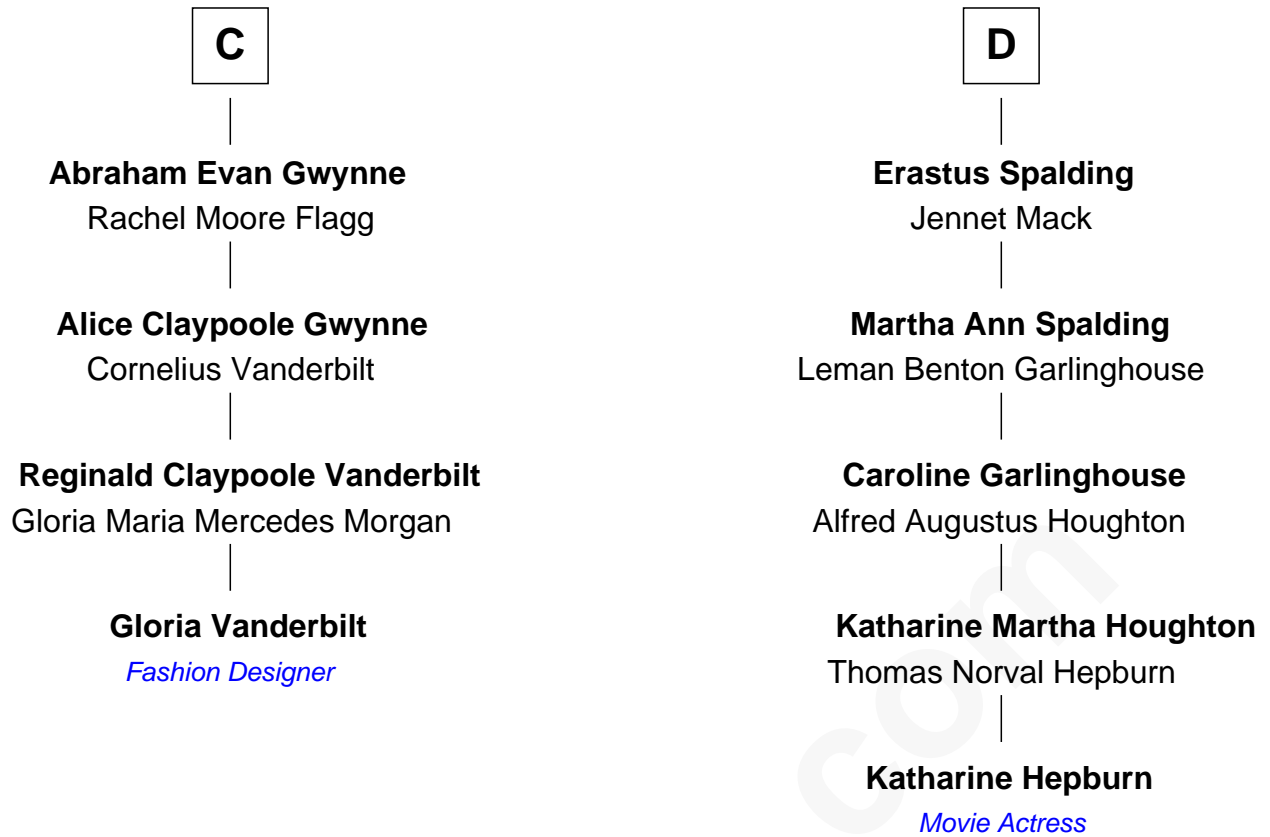 C
Abraham Evan Gwynne
Rachel Moore Flagg
Alice Claypoole Gwynne
Cornelius Vanderbilt
Reginald Claypoole Vanderbilt
Gloria Maria Mercedes Morgan
Gloria Vanderbilt
Fashion Designer
D
Erastus Spalding
Jennet Mack
Martha Ann Spalding
Leman Benton Garlinghouse
Caroline Garlinghouse
Alfred Augustus Houghton
Katharine Martha Houghton
Thomas Norval Hepburn
Katharine Hepburn
Movie Actress
com